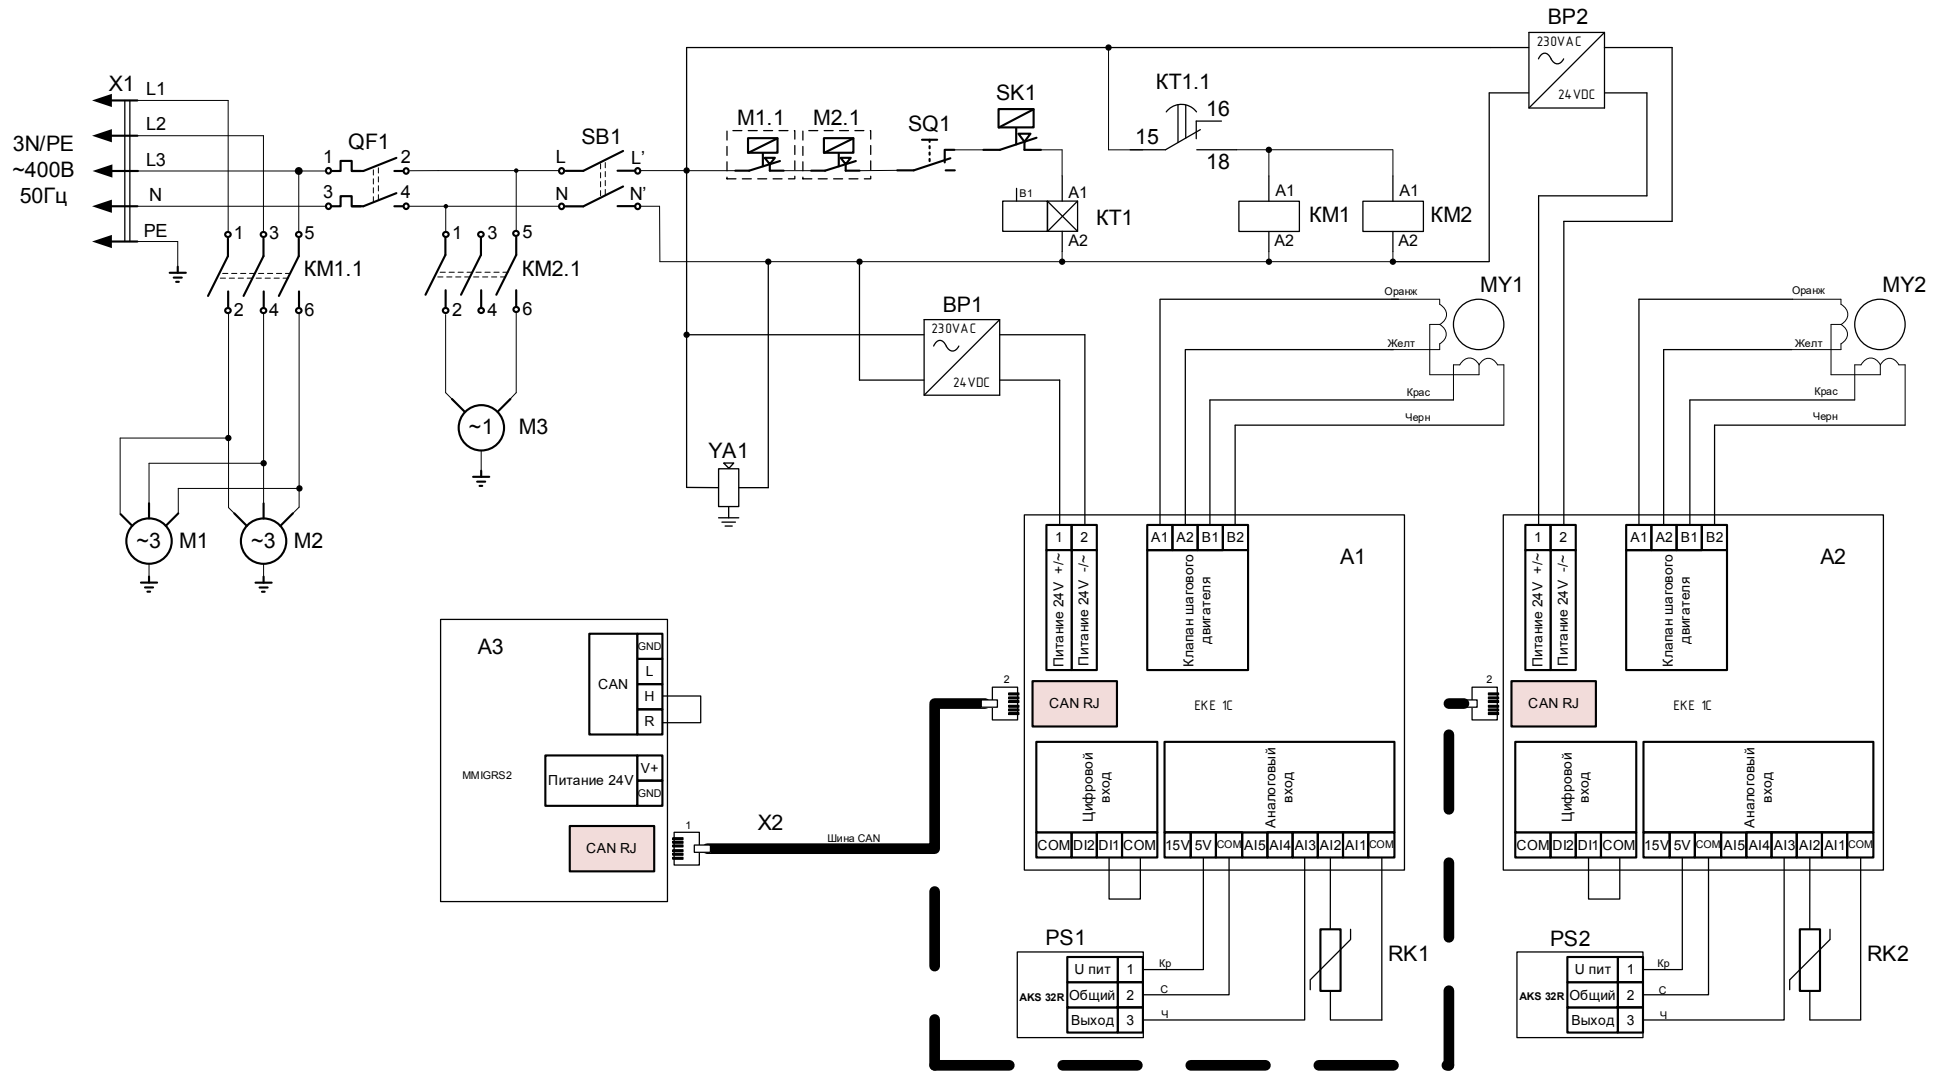 BP2
230VAC
24VDC
X1
L1
L2
L3
N
PE
3N/PE
~400В
50Гц
QF1
1
2
3
4
SB1
L
L'
N
N'
M1.1
M2.1
SQ1
SK1
KT1.1
15
16
18
B1
A1
A2
KT1
A1
A2
KM1
A1
A2
KM2
1
3
5
KM1.1
2
4
6
1
3
5
KM2.1
2
4
6
BP1
230VAC
24VDC
MY1
Оранж
Желт
Крас
Черн
MY2
Оранж
Желт
Крас
Черн
~1
M3
YA1
~3
M1
~3
M2
A1
1
2
Питание 24V +/~
Питание 24V -/~
A1
A2
B1
B2
Клапан шагового
двигателя
2
CAN RJ
EKE 1C
Цифровой
вход
Аналоговый
вход
COM
DI2
DI1
COM
15V
5V
COM
AI5
AI4
AI3
AI2
AI1
COM
A2
1
2
Питание 24V +/~
Питание 24V -/~
A1
A2
B1
B2
Клапан шагового
двигателя
2
CAN RJ
EKE 1C
Цифровой
вход
Аналоговый
вход
COM
DI2
DI1
COM
15V
5V
COM
AI5
AI4
AI3
AI2
AI1
COM
A3
CAN
GND
L
H
R
MMIGRS2
Питание 24V
V+
GND
CAN RJ
1
X2
Шина CAN
PS1
AKS 32R
U пит
1
Кр
Общий
2
С
Выход
3
Ч
RK1
PS2
AKS 32R
U пит
1
Кр
Общий
2
С
Выход
3
Ч
RK2